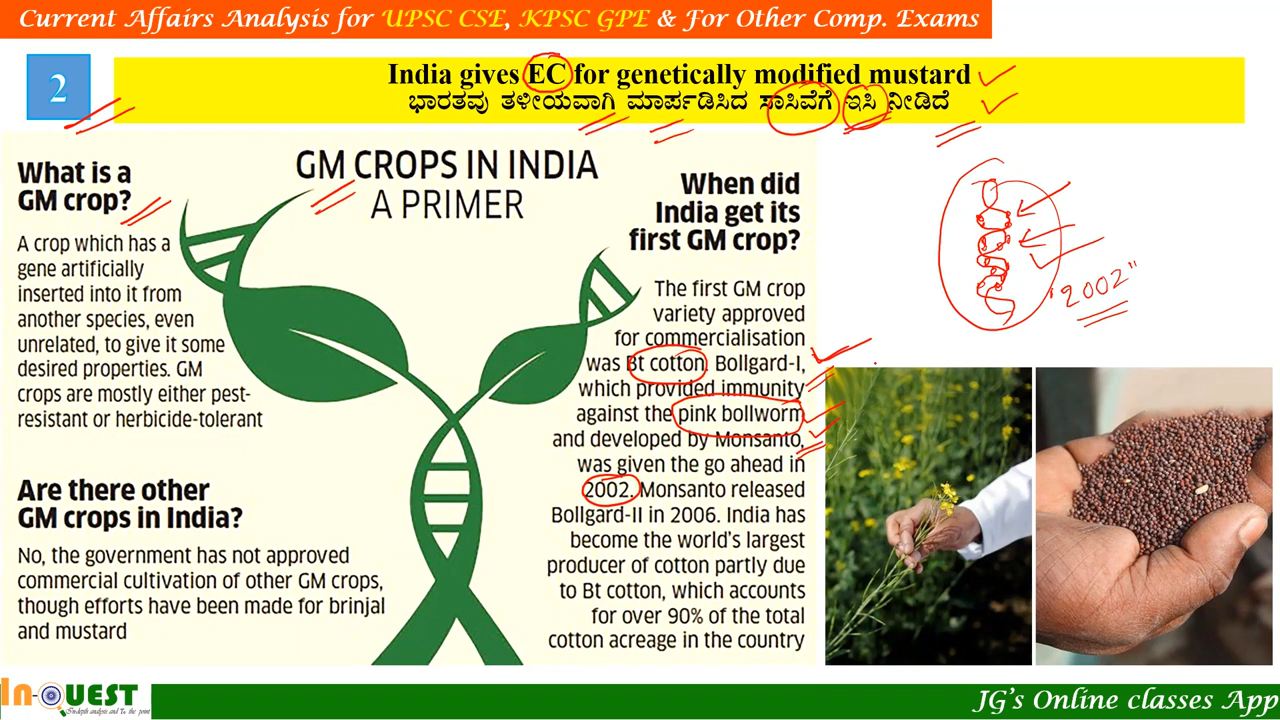 Current Affairs Analysis for UPSC CSE, KPSC GPE & For Other Comp. Exams
2
India gives EC for genetically modified mustard
ಭಾರತವು ತಳೀಯವಾಗಿ ಮಾರ್ಪಡಿಸಿದ ಸಾಸಿವೆಗೆ ಇಸಿ ನೀಡಿದೆ
GM CROPS IN INDIA
A PRIMER
What is a
GM crop?
A crop which has a
gene artificially
inserted into it from
another species, even
unrelated, to give it some
desired properties. GM
crops are mostly either pest-
resistant or herbicide-tolerant
Are there other
GM crops in India?
No, the government has not approved
commercial cultivation of other GM crops,
though efforts have been made for brinjal
and mustard
When did
India get its
first GM crop?
The first GM crop
variety approved
for commercialisation
was Bt cotton. Bollgard-I,
which provided immunity
against the pink bollworm
and developed by Monsanto,
was given the go ahead in
2002. Monsanto released
Bollgard-II in 2006. India has
become the world's largest
producer of cotton partly due
to Bt cotton, which accounts
for over 90% of the total
cotton acreage in the country
"2002"
In-QUEST
In depth analysis and To the point
JG's Online classes App